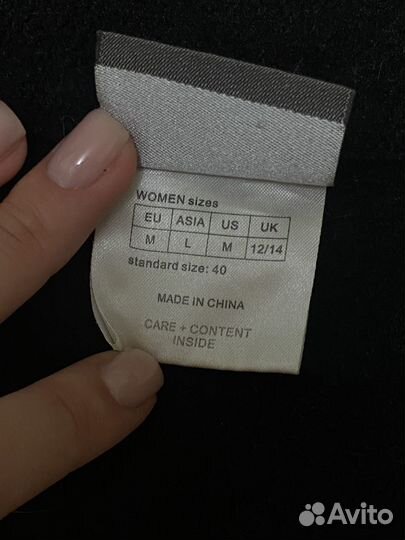 WOMEN sizes
EU ASIA US UK
M L M 12/14
standard size: 40
MADE IN CHINA
CARE + CONTENT
INSIDE
Avito